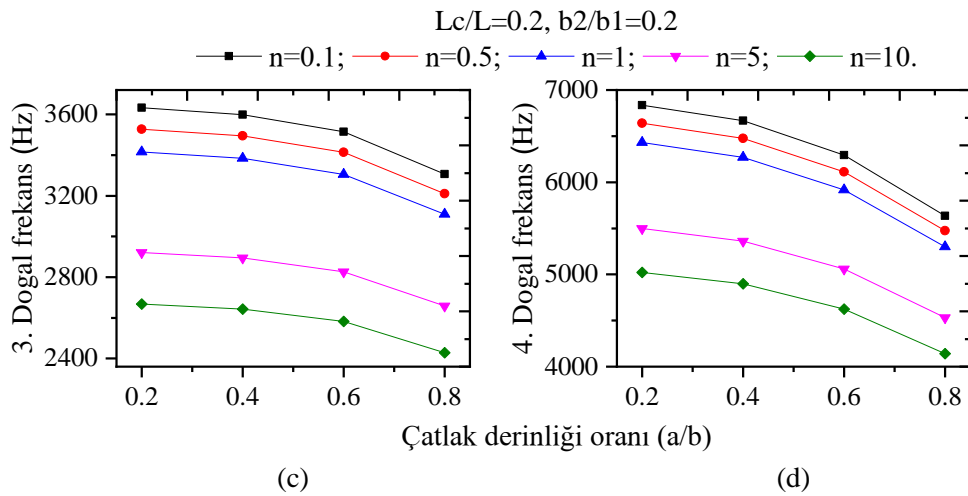 Lc/L=0.2, b2/b1=0.2
n=0.1; n=0.5; n=1; n=5; n=10.
3. Dogal frekans (Hz)
3600
3200
2800
2400
0.2 0.4 0.6 0.8
4. Dogal frekans (Hz)
7000
6000
5000
4000
0.2 0.4 0.6 0.8
Çatlak derinliği oranı (a/b)
(c) (d)